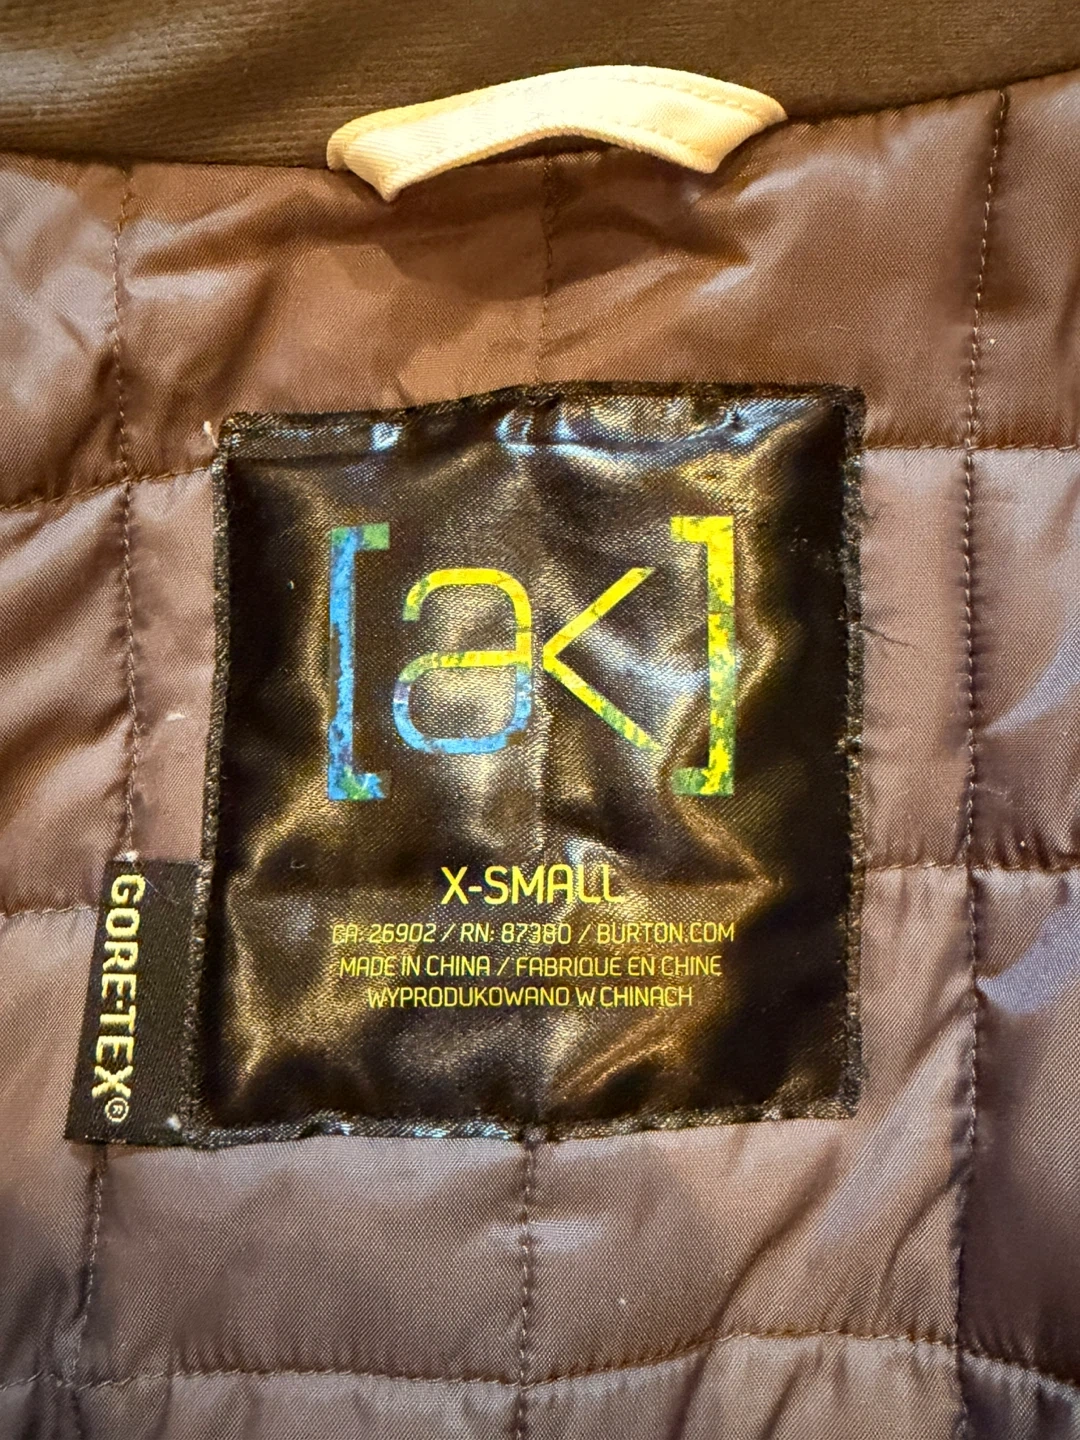 [ak]
X-SMALL
CA: 26902 / RN: 87380 / BURTON.COM
MADE IN CHINA / FABRIQUÉ EN CHINE
WYPRODUKOWANO W CHINACH
GORE-TEX®